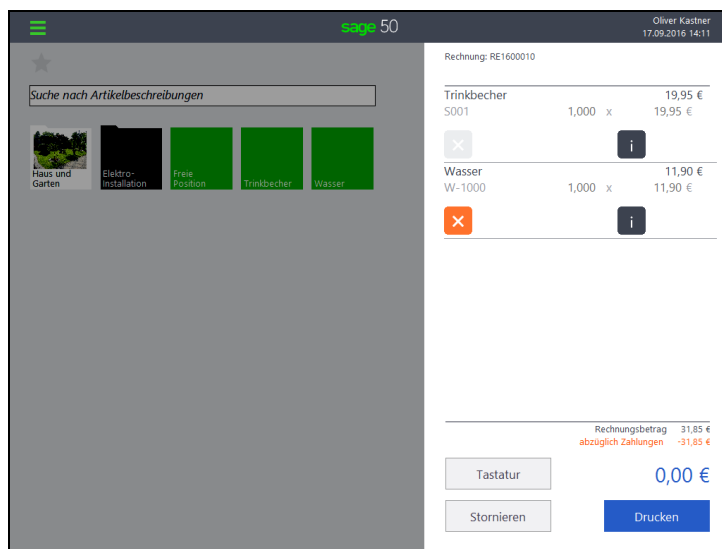 sage 50
Oliver Kastner
17.09.2016 14:11
Suche nach Artikelbeschreibungen
Haus und
Garten
Elektro-
Installation
Freie
Position
Trinkbecher
Wasser
Rechnung: RE1600010
Trinkbecher 19,95 €
S001 1,000 x 19,95 €
i
Wasser 11,90 €
W-1000 1,000 x 11,90 €
i
Rechnungsbetrag 31,85 €
abzüglich Zahlungen -31,85 €
Tastatur 0,00 €
Stornieren Drucken